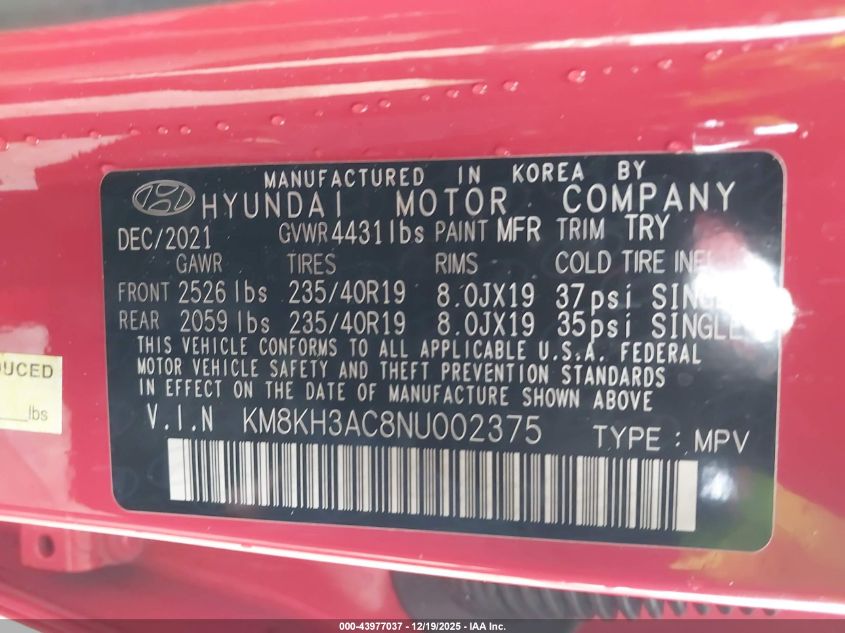 MANUFACTURED IN KOREA BY
HYUNDAI MOTOR COMPANY
DEC/2021 GVWR 4431 lbs PAINT MFR TRIM TRY
GAWR TIRES RIMS COLD TIRE
FRONT 2526 lbs 235/40R19 8.0JX19 37psi
REAR 2059 lbs 235/40R19 8.0JX19 35psi SINGLE
THIS VEHICLE CONFORMS TO ALL APPLICABLE U.S.A. FEDERAL
MOTOR VEHICLE SAFETY AND THEFT PREVENTION STANDARDS
IN EFFECT ON THE DATE OF MANUFACTURE SHOWN ABOVE
V.I.N KM8KH3AC8NU002375 TYPE : MPV
lbs
000-43977037 - 12/19/2025 - IAA Inc.